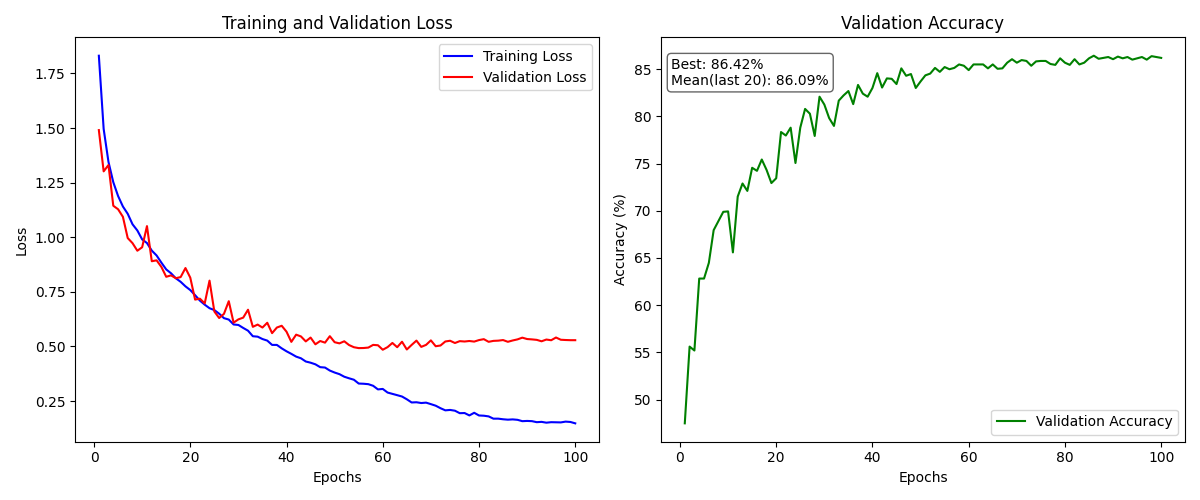 Training and Validation Loss
Training Loss
Validation Loss
1.75
1.50
1.25
1.00
0.75
0.50
0.25
Loss
0
20
40
60
80
100
Epochs
Validation Accuracy
Best: 86.42%
Mean(last 20): 86.09%
85
80
75
70
65
60
55
50
Accuracy (%)
Validation Accuracy
0
20
40
60
80
100
Epochs